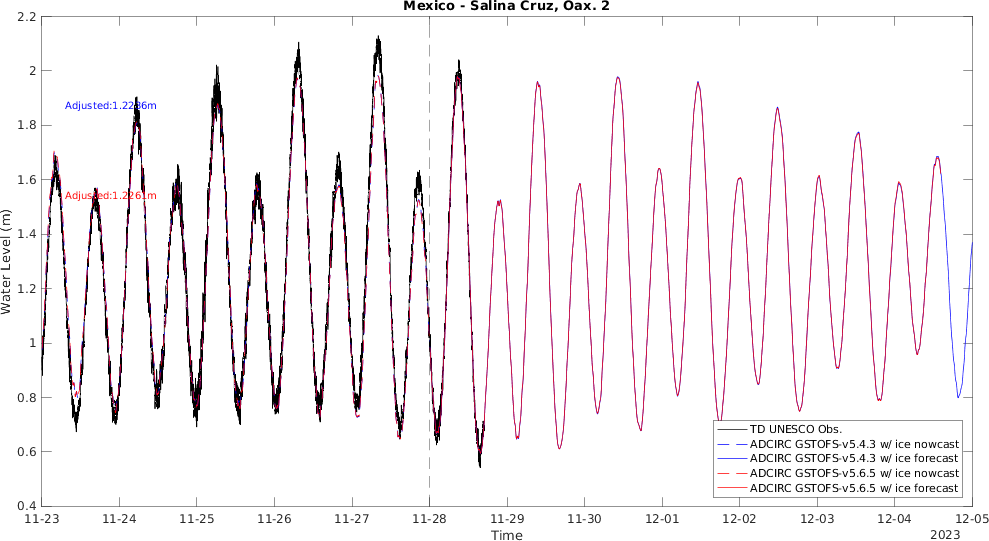 Mexico - Salina Cruz, Oax. 2
2.2
2
1.8
1.6
1.4
1.2
1
0.8
0.6
0.4
Water Level (m)
Adjusted:1.2286m
Adjusted:1.2261m
TD UNESCO Obs.
ADCIRC GSTOFS-v5.4.3 w/ ice nowcast
ADCIRC GSTOFS-v5.4.3 w/ ice forecast
ADCIRC GSTOFS-v5.6.5 w/ ice nowcast
ADCIRC GSTOFS-v5.6.5 w/ ice forecast
11-23 11-24 11-25 11-26 11-27 11-28 11-29 11-30 12-01 12-02 12-03 12-04 12-05
Time
2023